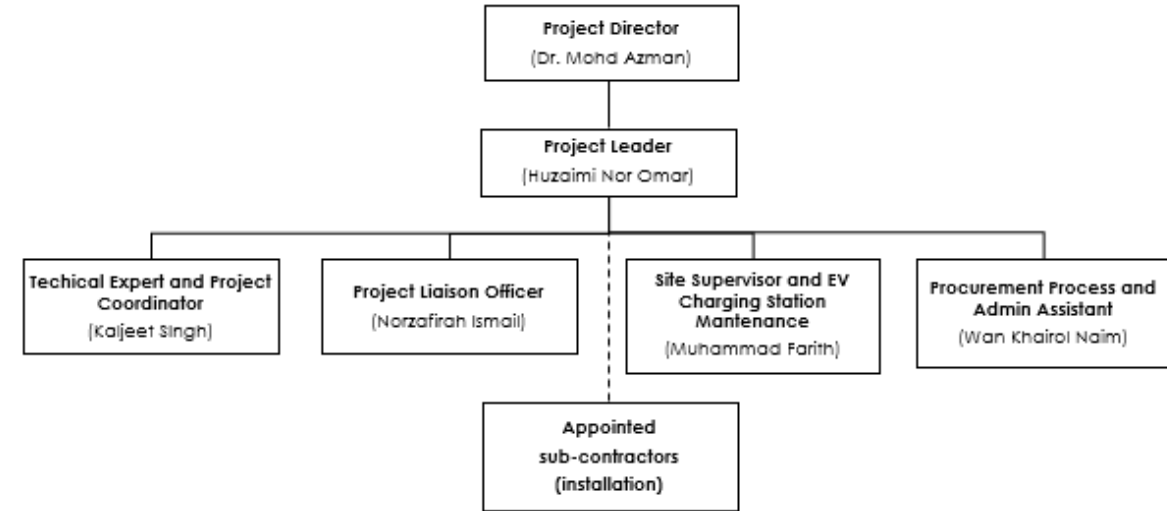 Project Director
(Dr. Mohd Azman)
Project Leader
(Huzaimi Nor Omar)
Techical Expert and Project
Coordinator
(Kaljeet Singh)
Project Liaison Officer
(Norzafirah Ismail)
Site Supervisor and EV
Charging Station
Mantenance
(Muhammad Farith)
Procurement Process and
Admin Assistant
(Wan Khairol Naim)
Appointed
sub-contractors
(installation)